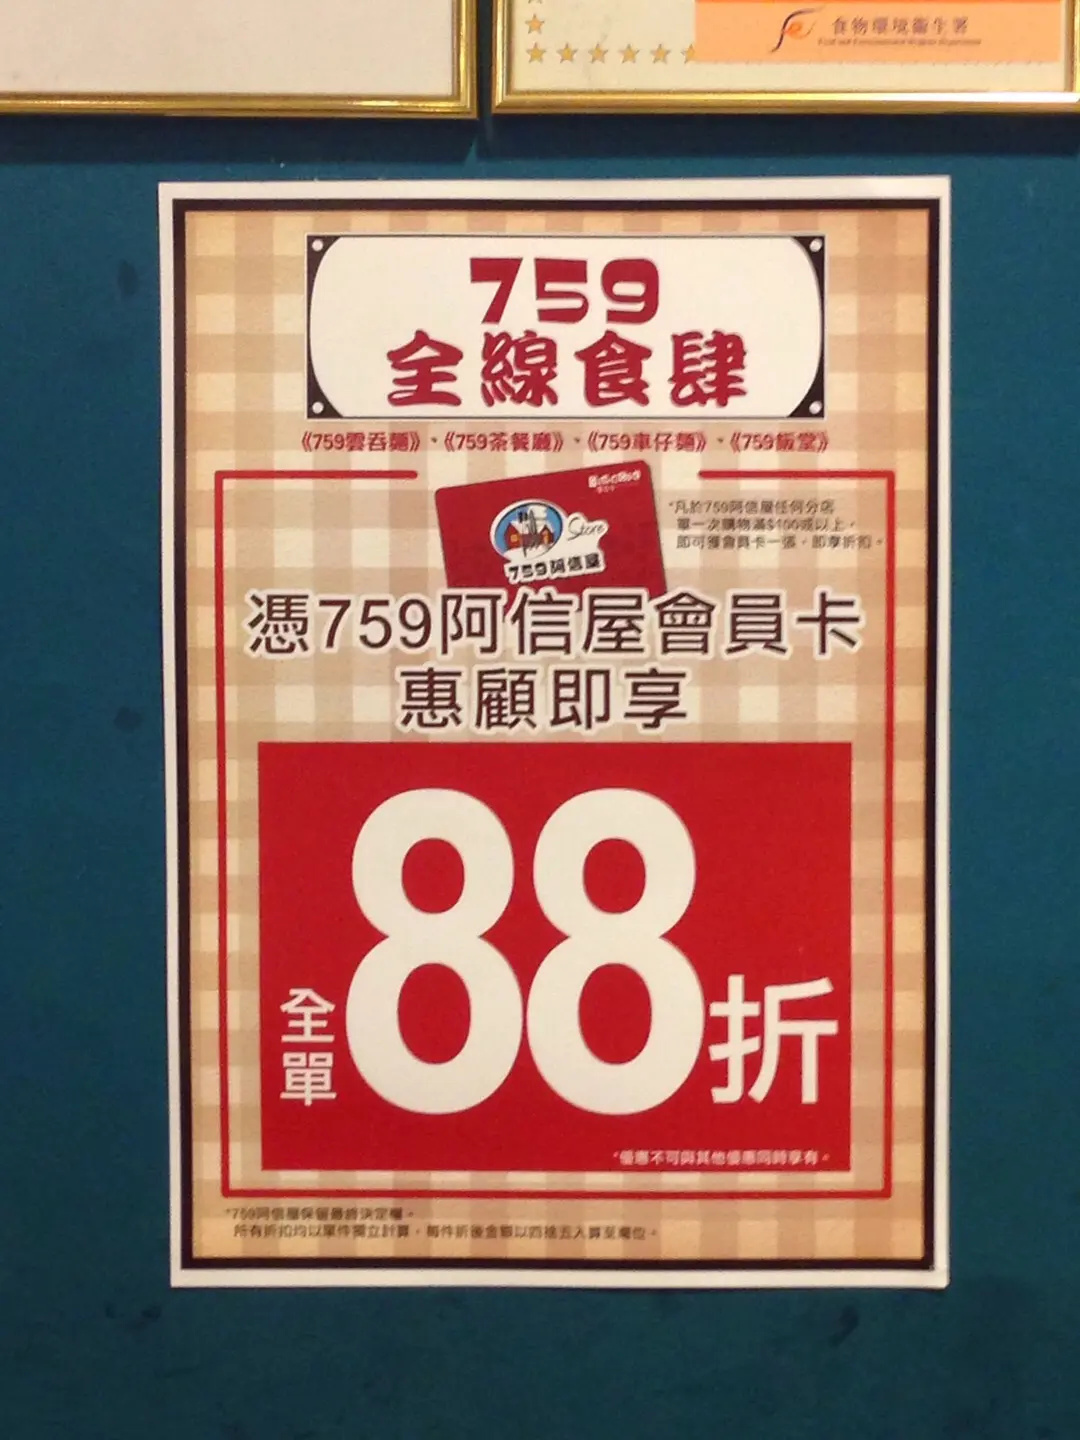 食物環境衞生署
Food and Environmental Hygiene Department
759
全線食肆
《759雲吞麵》、《759茶餐廳》、《759車仔麵》、《759飯堂》
Store
759阿信屋
*凡於759阿信屋任何分店
單一次購物滿$100或以上，
即可獲會員卡一張，即享折扣。
憑759阿信屋會員卡
惠顧即享
全單88折
*優惠不可與其他優惠同時享有。
*759阿信屋保留最終決定權。
所有折扣均以單件獨立計算，每件折後金額以四捨五入算至毫位。